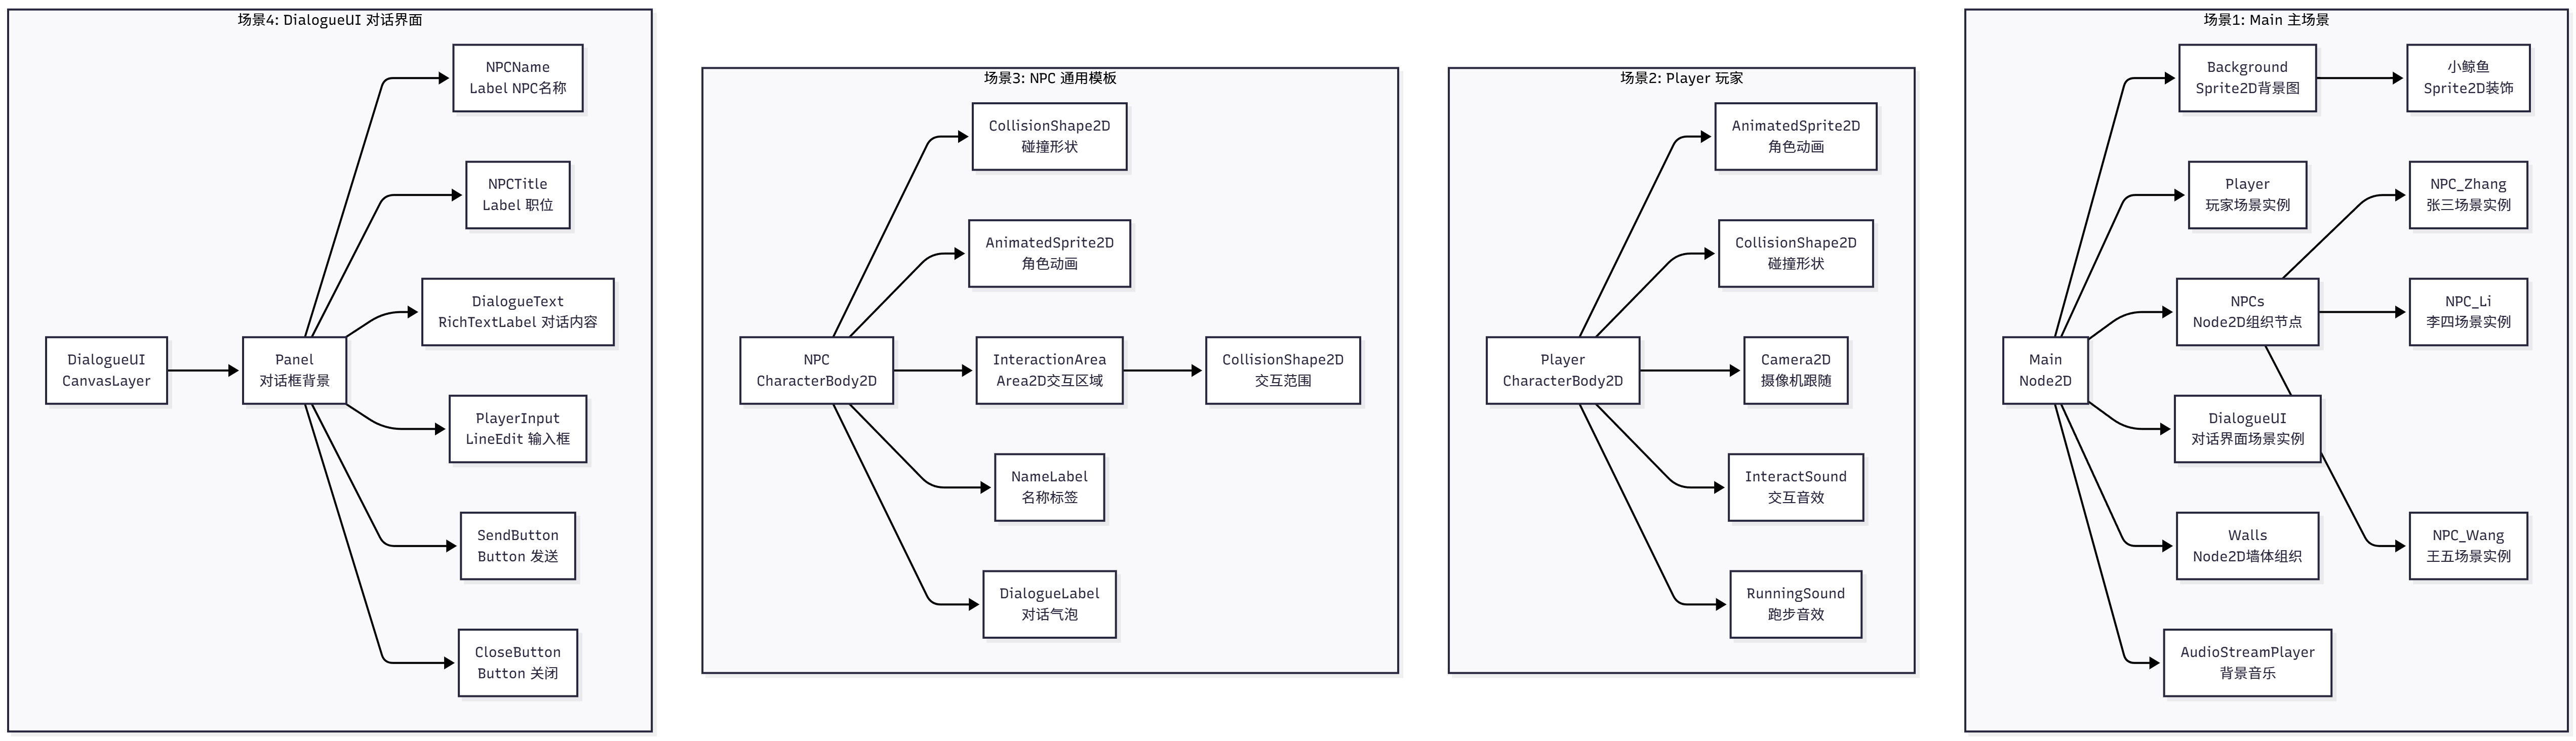 场景4: DialogueUI 对话界面
DialogueUI
CanvasLayer
Panel
对话框背景
NPCName
Label NPC名称
NPCTitle
Label 职位
DialogueText
RichTextLabel 对话内容
PlayerInput
LineEdit 输入框
SendButton
Button 发送
CloseButton
Button 关闭
场景3: NPC 通用模板
NPC
CharacterBody2D
CollisionShape2D
碰撞形状
AnimatedSprite2D
角色动画
InteractionArea
Area2D交互区域
CollisionShape2D
交互范围
NameLabel
名称标签
DialogueLabel
对话气泡
场景2: Player 玩家
Player
CharacterBody2D
AnimatedSprite2D
角色动画
CollisionShape2D
碰撞形状
Camera2D
摄像机跟随
InteractSound
交互音效
RunningSound
跑步音效
场景1: Main 主场景
Main
Node2D
Background
Sprite2D背景图
小鲸鱼
Sprite2D装饰
Player
玩家场景实例
NPCs
Node2D组织节点
NPC_Zhang
张三场景实例
NPC_Li
李四场景实例
NPC_Wang
王五场景实例
DialogueUI
对话界面场景实例
Walls
Node2D墙体组织
AudioStreamPlayer
背景音乐